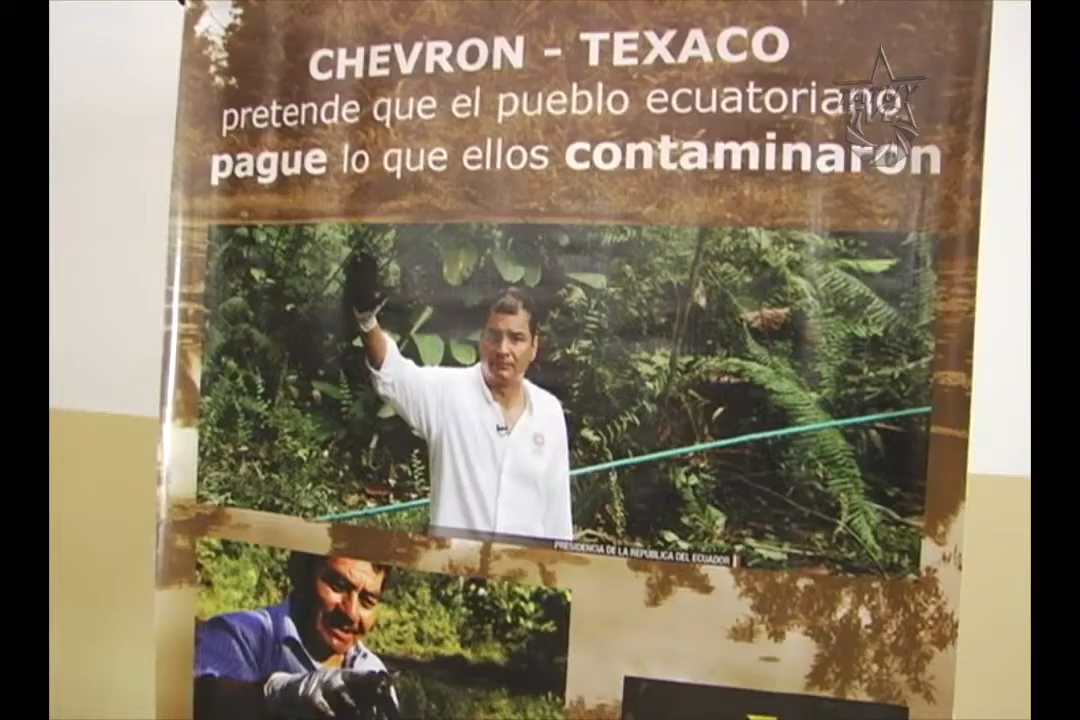 CHEVRON - TEXACO
pretende que el pueblo ecuatoriano
pague lo que ellos contaminaron
PRESIDENCIA DE LA REPÚBLICA DEL ECUADOR